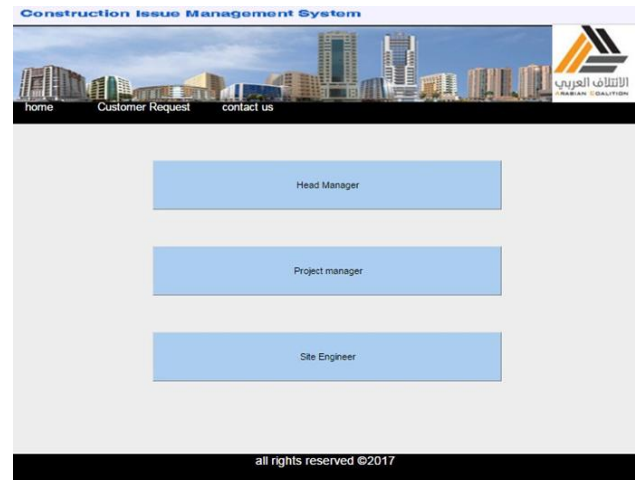 Construction Issue Management System
الائتلاف العربي
ARABIAN COALITION
home Customer Request contact us
Head Manager
Project manager
Site Engineer
all rights reserved ©2017